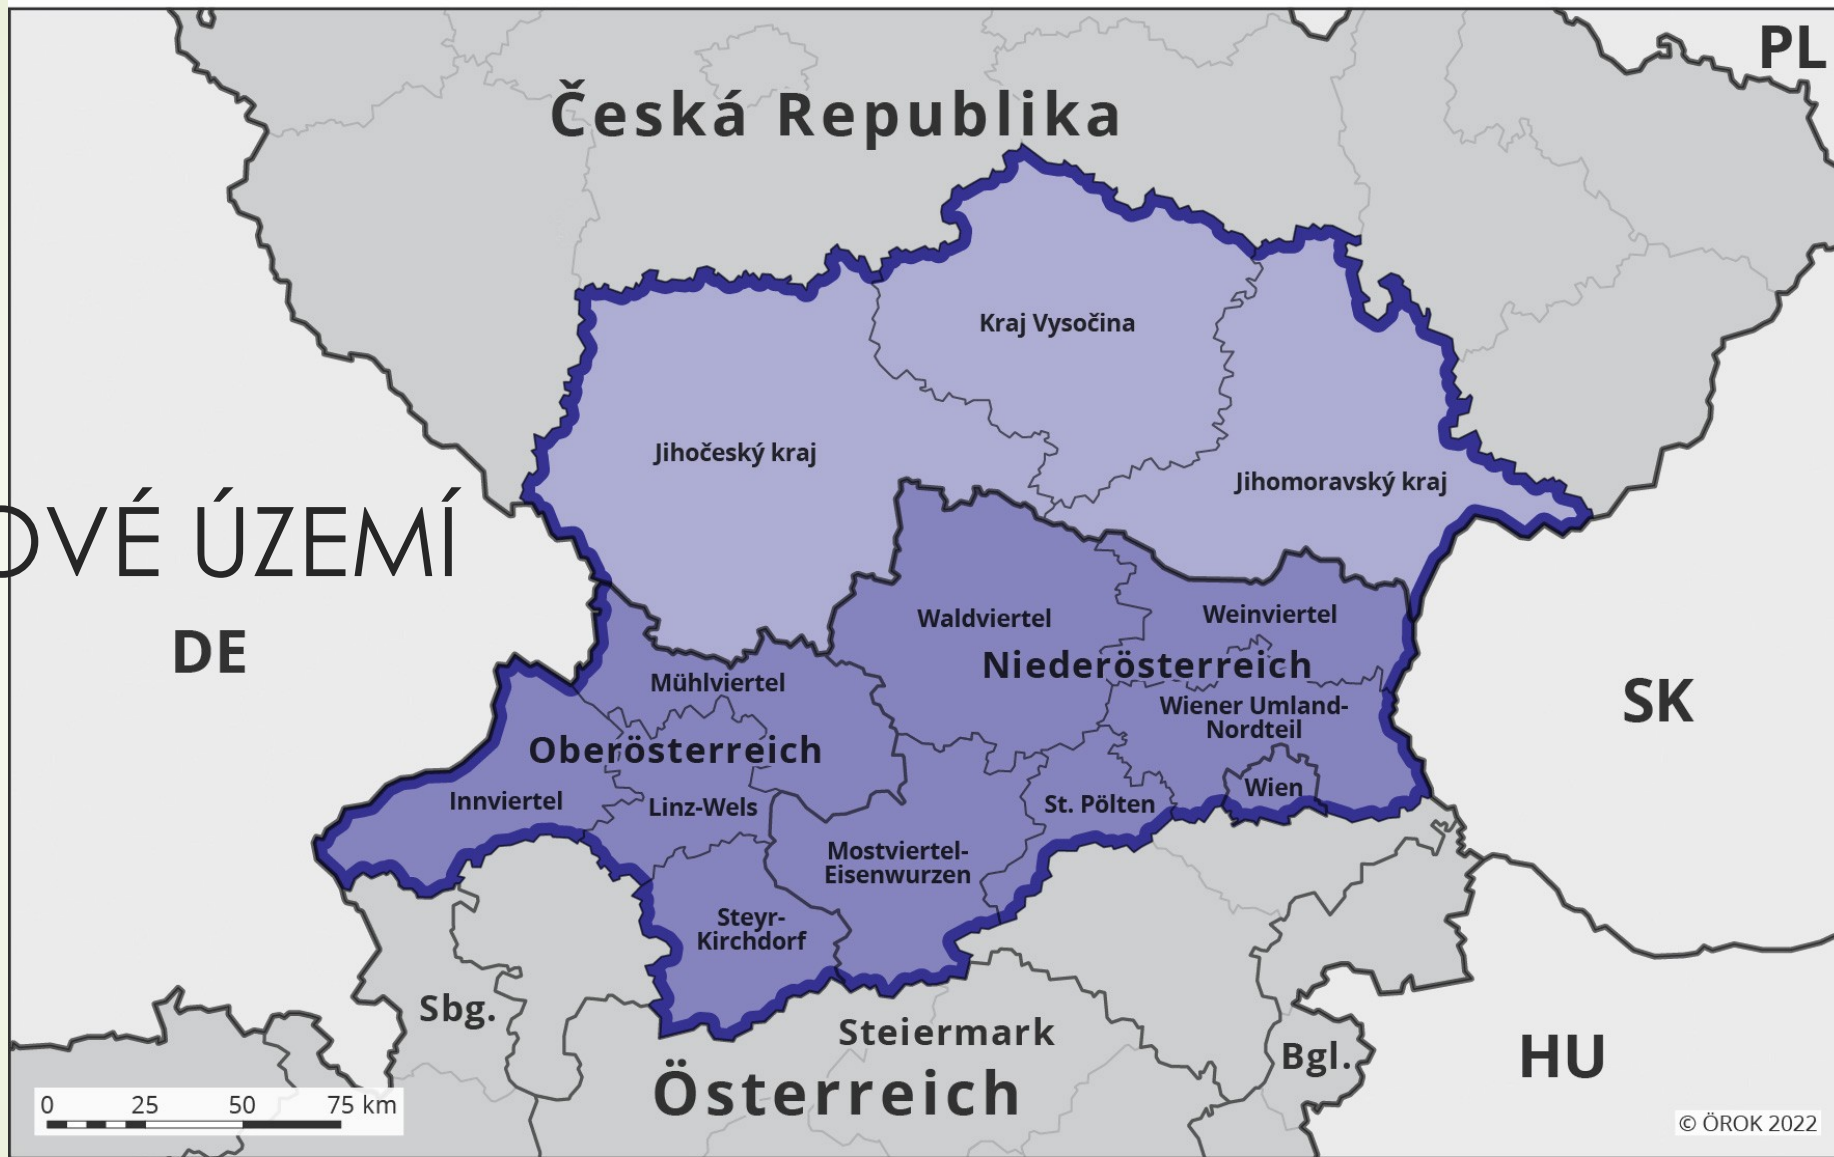 PL
Česká Republika
Kraj Vysočina
Jihočeský kraj
Jihomoravský kraj
OVÉ ÚZEMÍ
DE
Waldviertel
Weinviertel
Niederösterreich
Mühlviertel
SK
Wiener Umland-
Nordteil
Oberösterreich
Wien
Innviertel
Linz-Wels
St. Pölten
Mostviertel-
Eisenwurzen
Steyr-
Kirchdorf
Sbg.
Steiermark
Bgl.
HU
Österreich
0 25 50 75 km
© ÖROK 2022